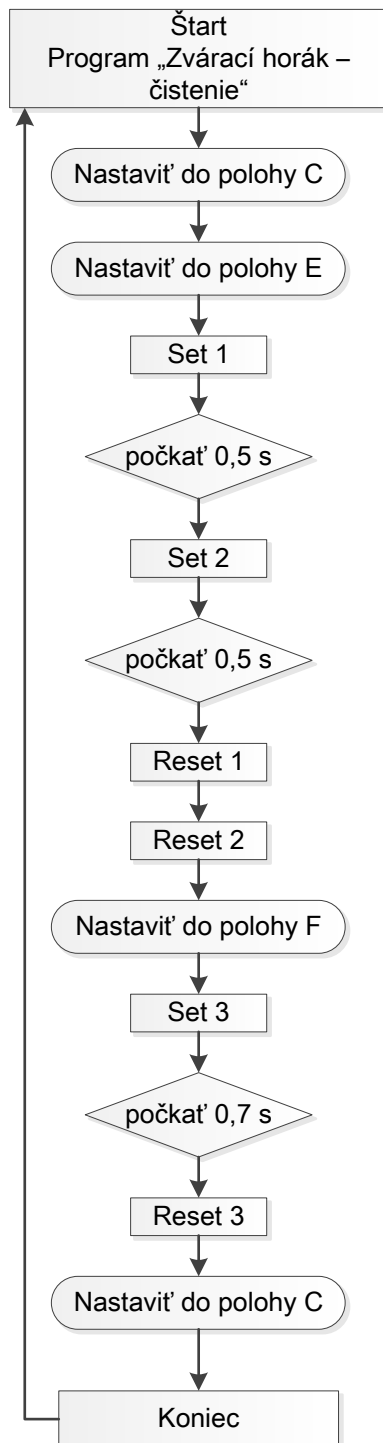 Štart
Program „Zvárací horák –
čistenie“
Nastaviť do polohy C
Nastaviť do polohy E
Set 1
počkať 0,5 s
Set 2
počkať 0,5 s
Reset 1
Reset 2
Nastaviť do polohy F
Set 3
počkať 0,7 s
Reset 3
Nastaviť do polohy C
Koniec